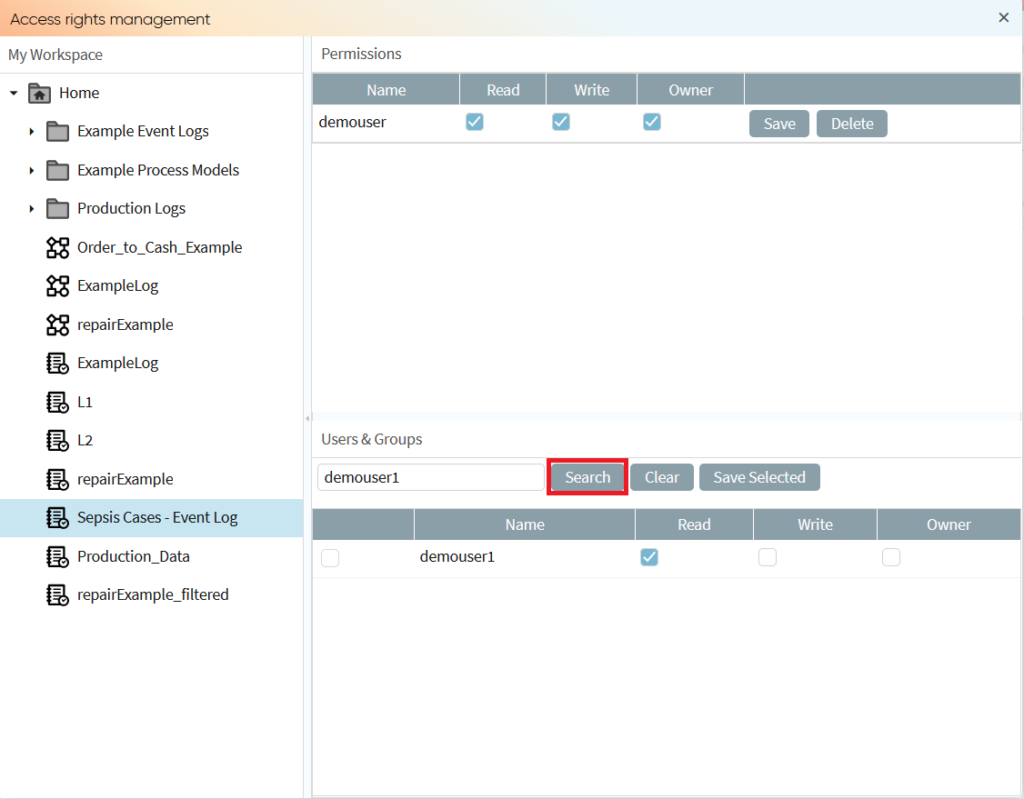 Access rights management
My Workspace
Home
Example Event Logs
Example Process Models
Production Logs
Order_to_Cash_Example
ExampleLog
repairExample
ExampleLog
L1
L2
repairExample
Sepsis Cases - Event Log
Production_Data
repairExample_filtered
Permissions
Name Read Write Owner
demouser Save Delete
Users & Groups
demouser1 Search Clear Save Selected
Name Read Write Owner
demouser1